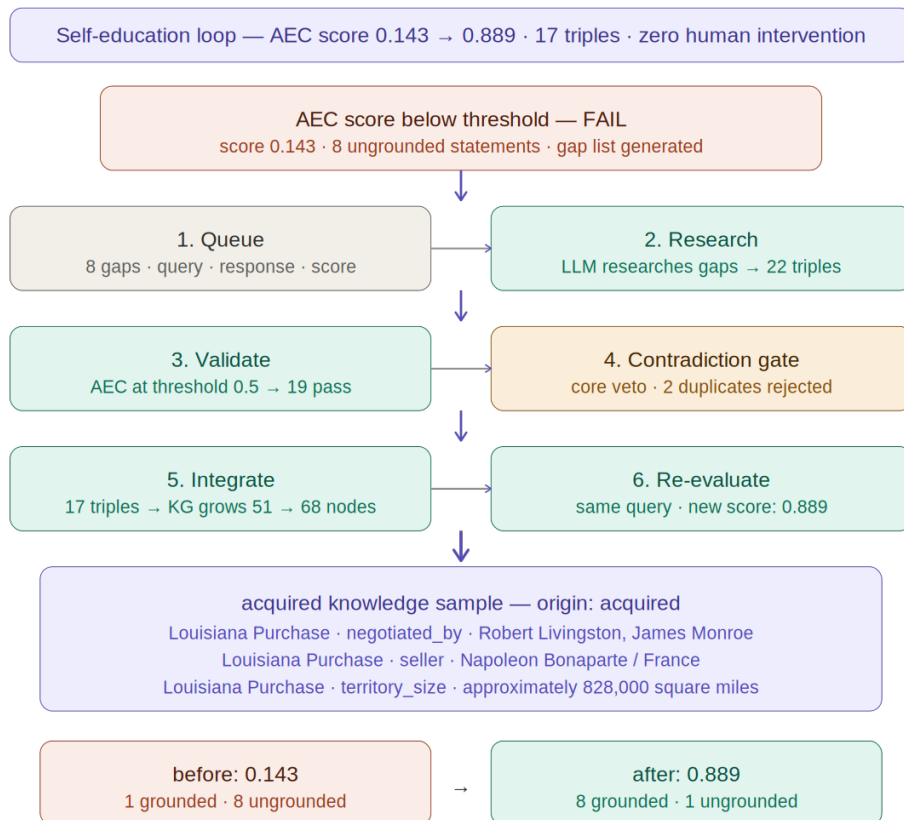 Self-education loop — AEC score 0.143 → 0.889 · 17 triples · zero human intervention
AEC score below threshold — FAIL
score 0.143 · 8 ungrounded statements · gap list generated
1. Queue
8 gaps · query · response · score
2. Research
LLM researches gaps → 22 triples
3. Validate
AEC at threshold 0.5 → 19 pass
4. Contradiction gate
core veto · 2 duplicates rejected
5. Integrate
17 triples → KG grows 51 → 68 nodes
6. Re-evaluate
same query · new score: 0.889
acquired knowledge sample — origin: acquired
Louisiana Purchase · negotiated_by · Robert Livingston, James Monroe
Louisiana Purchase · seller · Napoleon Bonaparte / France
Louisiana Purchase · territory_size · approximately 828,000 square miles
before: 0.143
1 grounded · 8 ungrounded
→
after: 0.889
8 grounded · 1 ungrounded